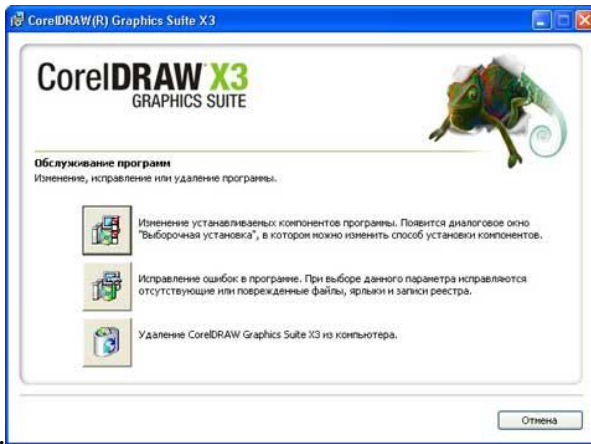 CorelDRAW(R) Graphics Suite X3
CorelDRAW X3
GRAPHICS SUITE
Обслуживание программ
Изменение, исправление или удаление программы.
Изменение устанавливаемых компонентов программы. Появится диалоговое окно
"Выборочная установка", в котором можно изменить способ установки компонентов.
Исправление ошибок в программе. При выборе данного параметра исправляются
отсутствующие или поврежденные файлы, ярлыки и записи реестра.
Удаление CorelDRAW Graphics Suite X3 из компьютера.
Отмена